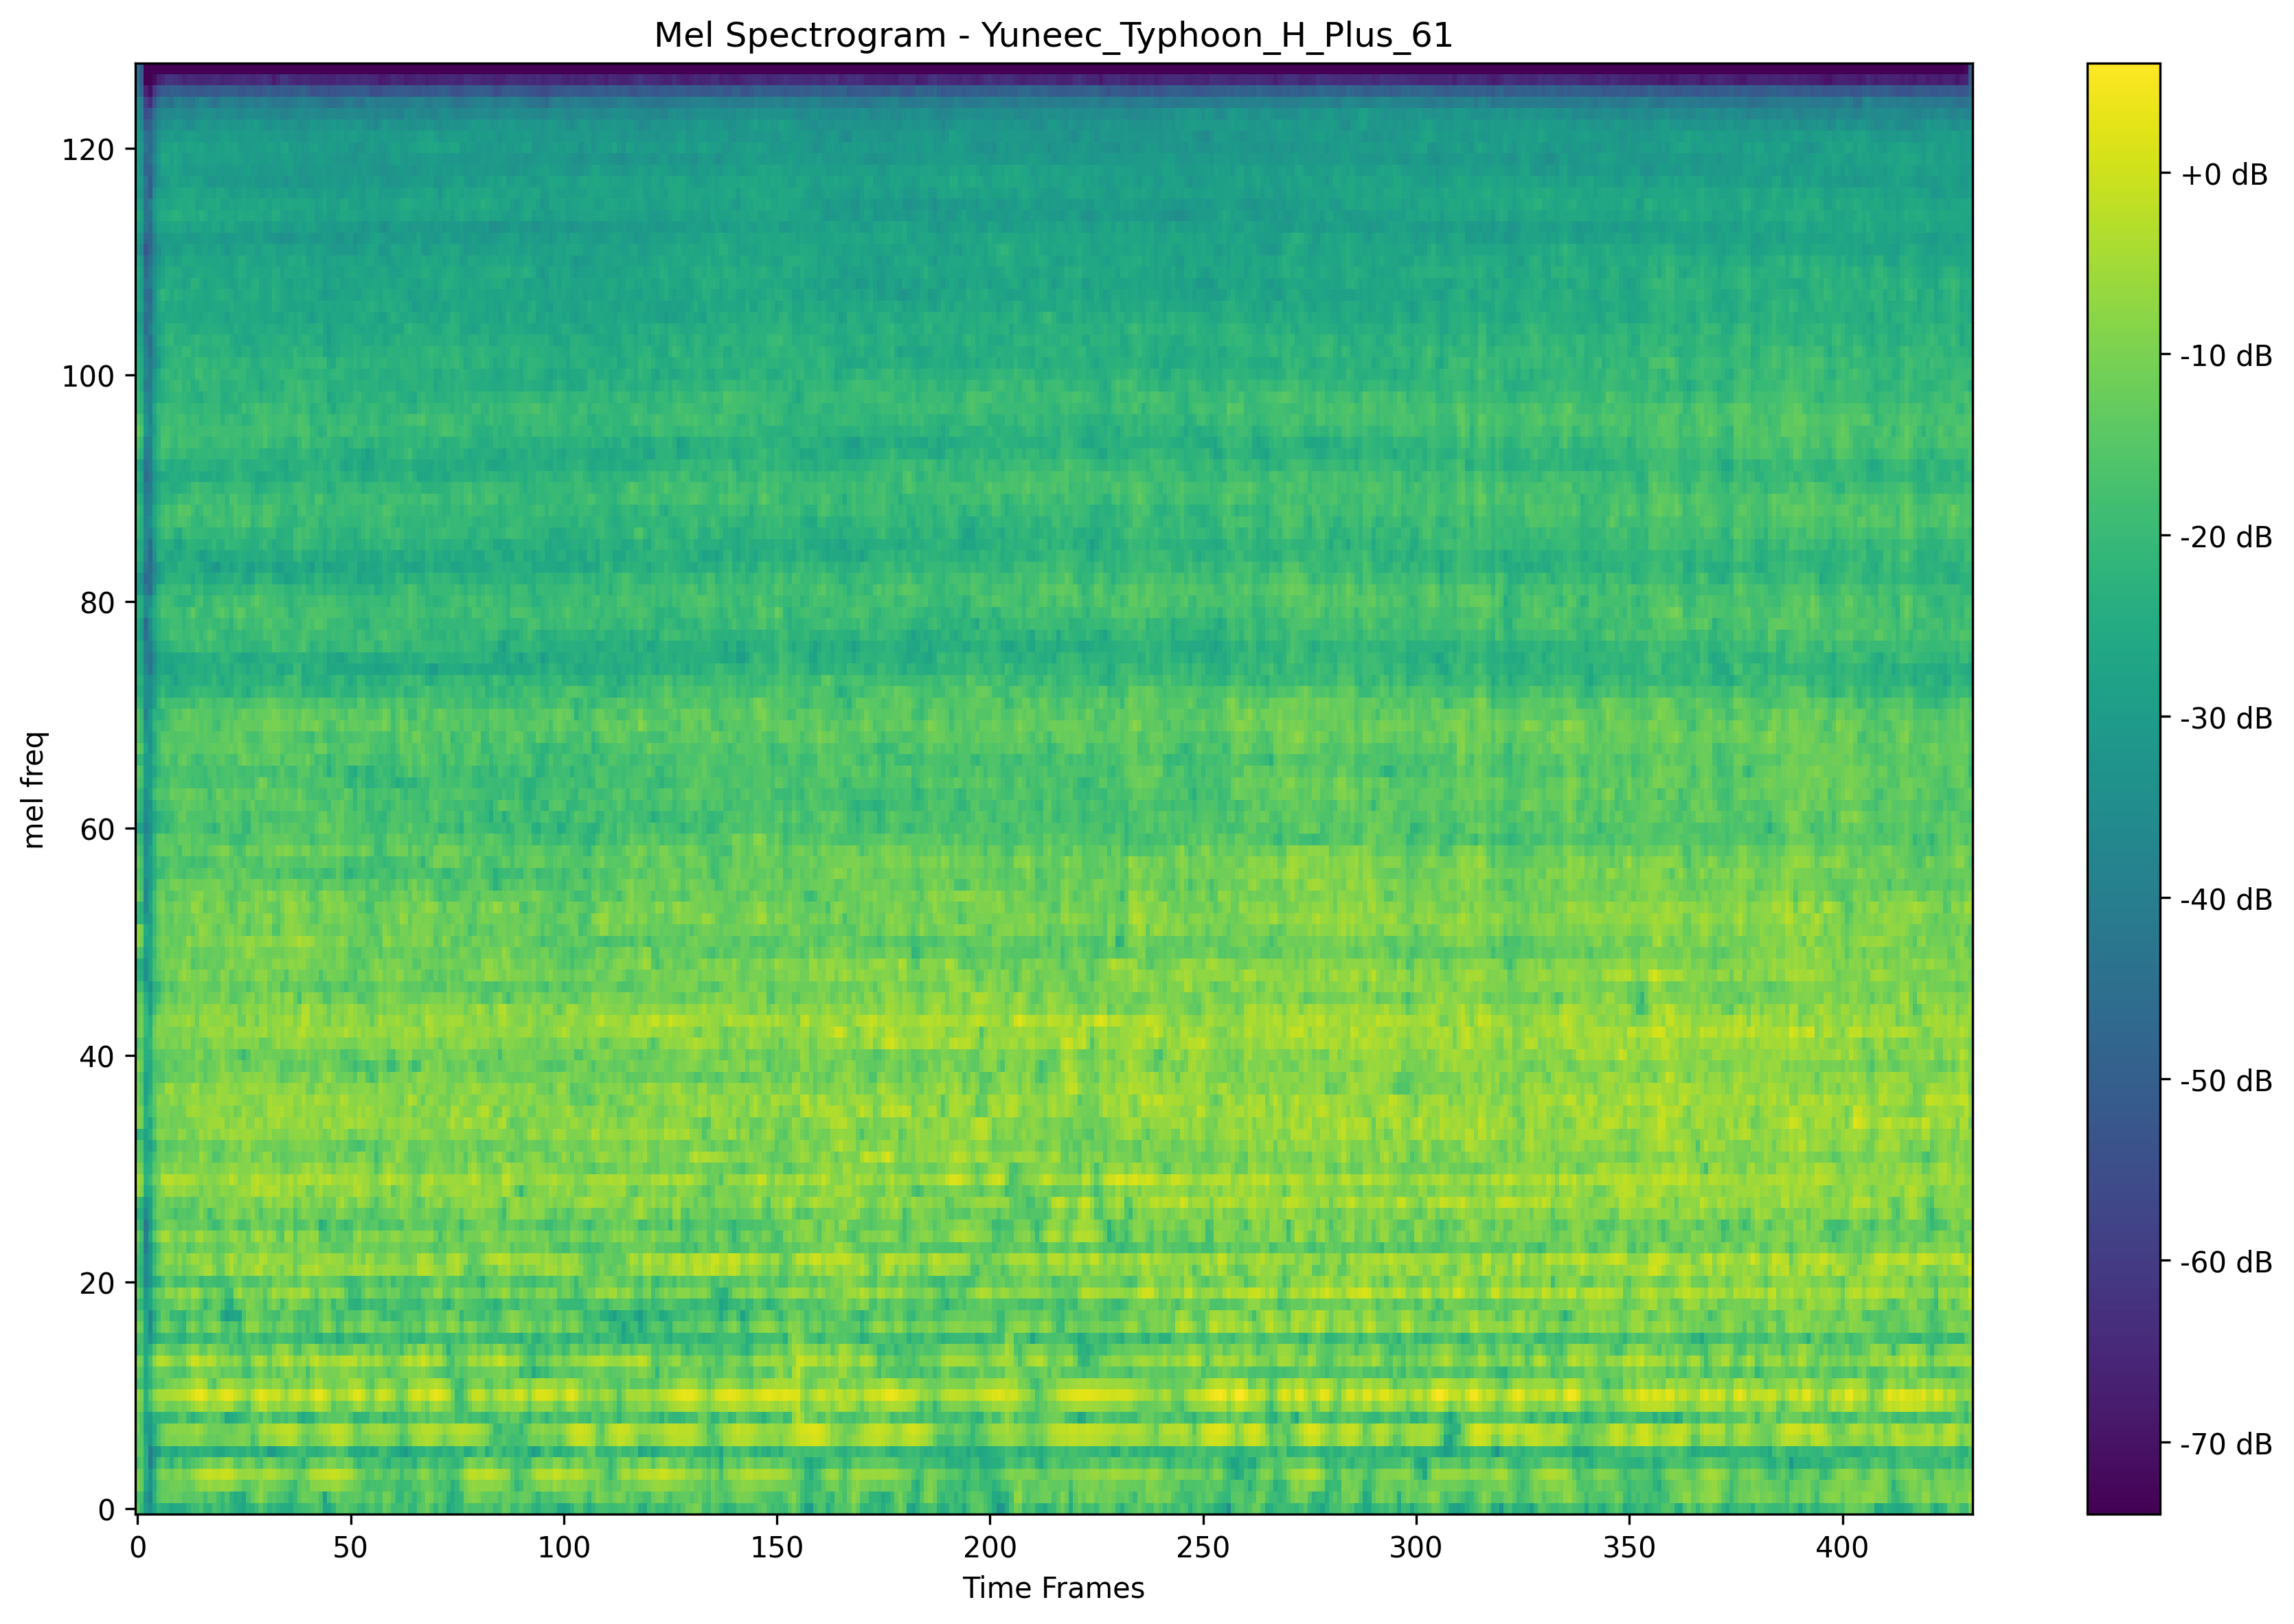 Mel Spectrogram - Yuneec_Typhoon_H_Plus_61
mel freq
120
100
80
60
40
20
0
0 50 100 150 200 250 300 350 400
Time Frames
+0 dB
-10 dB
-20 dB
-30 dB
-40 dB
-50 dB
-60 dB
-70 dB